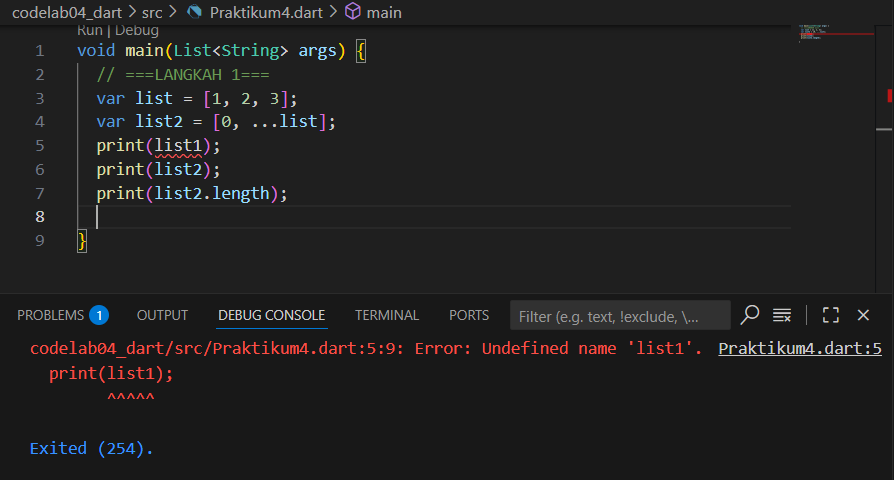 codelab04_dart > src > Praktikum4.dart > main
Run | Debug
1 void main(List<String> args) {
2 // ===LANGKAH 1===
3 var list = [1, 2, 3];
4 var list2 = [0, ...list];
5 print(list1);
6 print(list2);
7 print(list2.length);
8
9 }
PROBLEMS 1 OUTPUT DEBUG CONSOLE TERMINAL PORTS Filter (e.g. text, !exclude, \...
codelab04_dart/src/Praktikum4.dart:5:9: Error: Undefined name 'list1'. Praktikum4.dart:5
print(list1);
^^^^^
Exited (254).